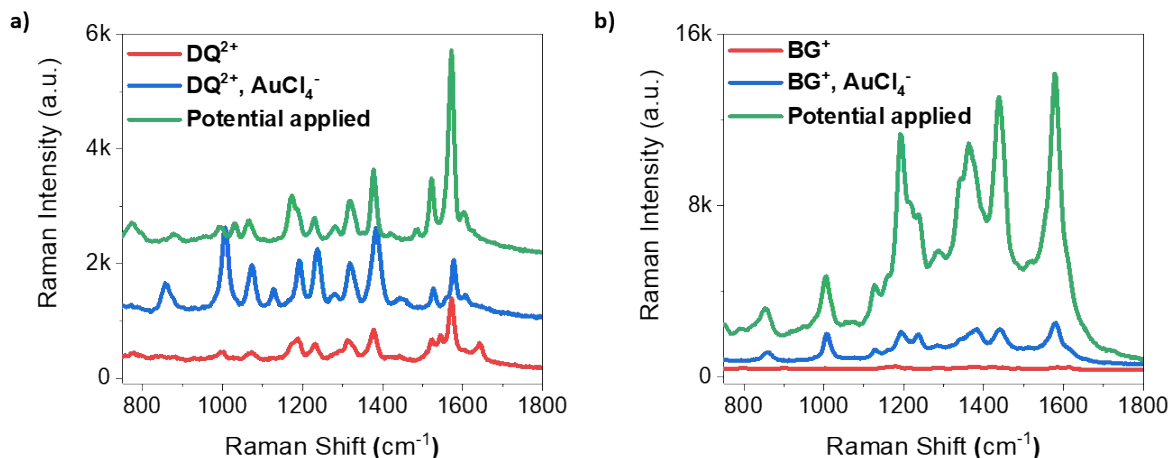 a)
6k
4k
2k
0
Raman Intensity (a.u.)
DQ²⁺
DQ²⁺, AuCl₄⁻
Potential applied
800 1000 1200 1400 1600 1800
Raman Shift (cm⁻¹)
b)
16k
8k
0
Raman Intensity (a.u.)
BG⁺
BG⁺, AuCl₄⁻
Potential applied
800 1000 1200 1400 1600 1800
Raman Shift (cm⁻¹)